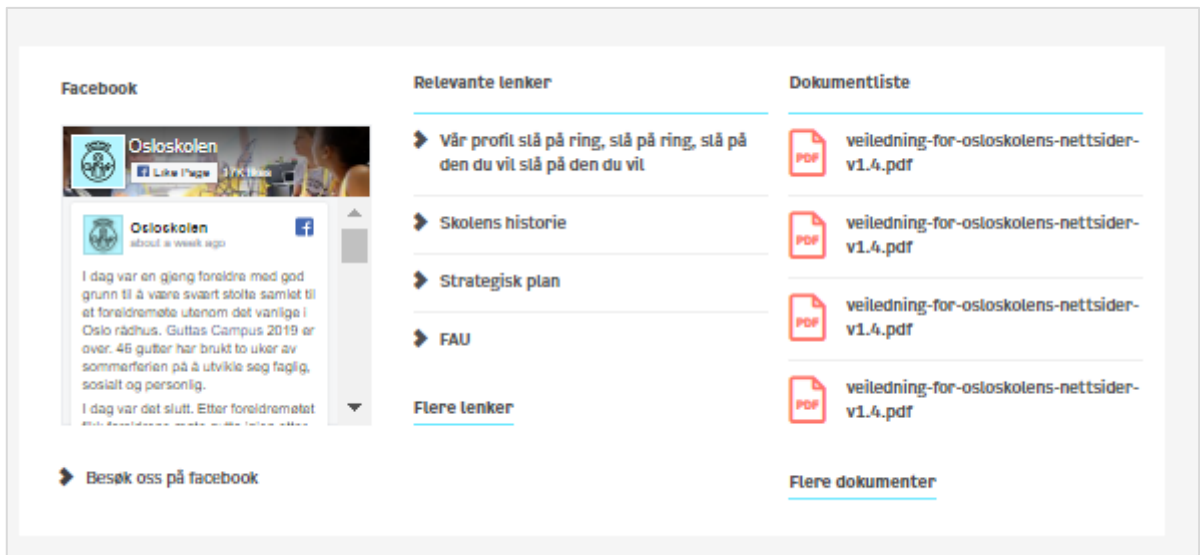 Facebook
Osloskolen
Like Page 17K likes
Osloskolen
about a week ago
I dag var en gjeng foreldre med god
grunn til å være svært stolte samlet til
et foreldremøte utenom det vanlige i
Oslo rådhus. Guttas Campus 2019 er
over. 46 gutter har brukt to uker av
sommerferien på å utvikle seg faglig,
sosialt og personlig.
I dag var det slutt. Etter foreldremøtet
Besøk oss på facebook
Relevante lenker
Vår profil slå på ring, slå på ring, slå på
den du vil slå på den du vil
Skolens historie
Strategisk plan
FAU
Flere lenker
Dokumentliste
PDF
veiledning-for-osloskolens-nettsider-
v1.4.pdf
PDF
veiledning-for-osloskolens-nettsider-
v1.4.pdf
PDF
veiledning-for-osloskolens-nettsider-
v1.4.pdf
PDF
veiledning-for-osloskolens-nettsider-
v1.4.pdf
Flere dokumenter